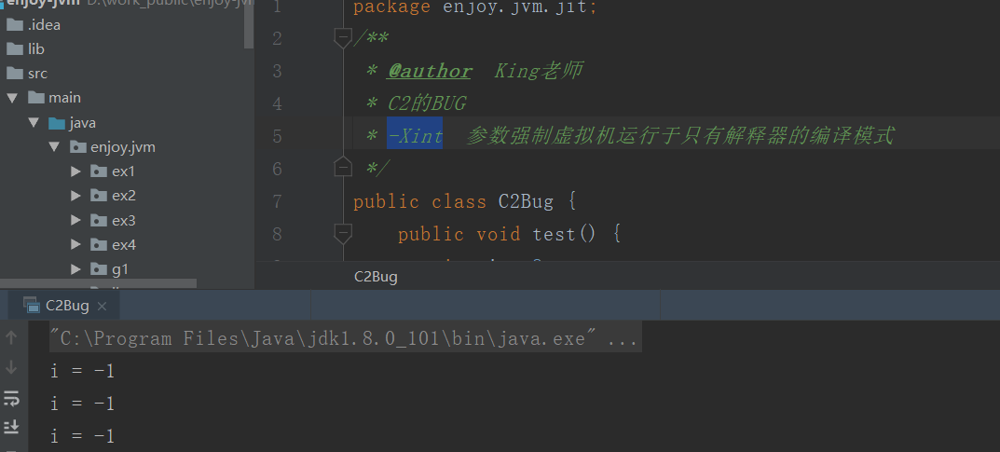 enjoy-jvm D:\work_public\enjoy-jvm
.idea
lib
src
main
java
enjoy.jvm
ex1
ex2
ex3
ex4
g1
1 package enjoy.jvm.jit;
2 /**
3 * @author King老师
4 * C2的BUG
5 * -Xint 参数强制虚拟机运行于只有解释器的编译模式
6 */
7 public class C2Bug {
8 public void test() {
C2Bug
C2Bug
"C:\Program Files\Java\jdk1.8.0_101\bin\java.exe" ...
i = -1
i = -1
i = -1